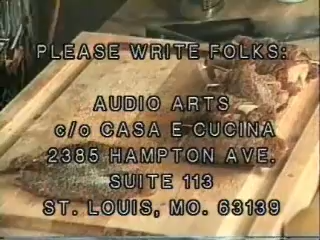 PLEASE WRITE FOLKS:
AUDIO ARTS
c/o CASA E CUCINA
2385 HAMPTON AVE.
SUITE 113
ST. LOUIS, MO. 63139